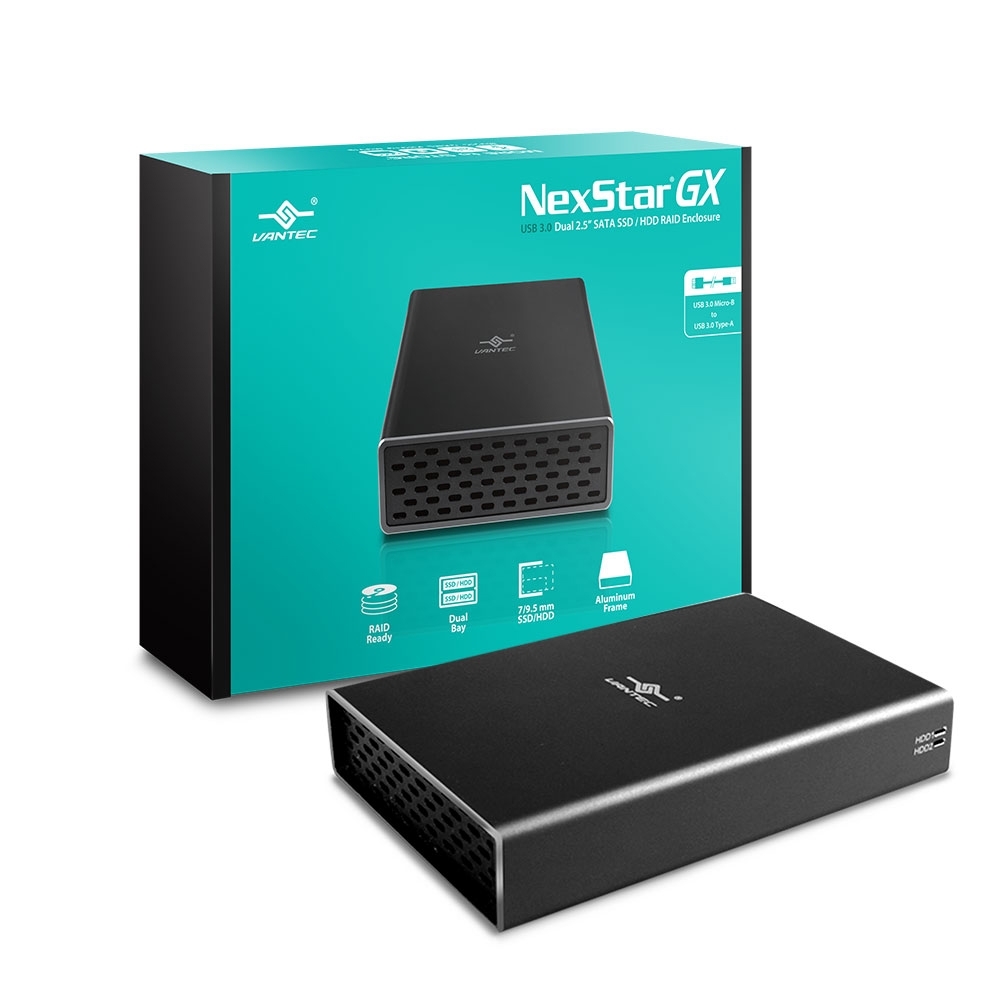 VANTEC®
NexStar® GX
USB 3.0 Dual 2.5" SATA SSD / HDD RAID Enclosure
USB 3.0 Micro-B
to
USB 3.0 Type-A
VANTEC®
RAID
Ready
SSD / HDD
SSD / HDD
Dual
Bay
7/9.5 mm
SSD/HDD
Aluminum
Frame
VANTEC®
HDD1
HDD2